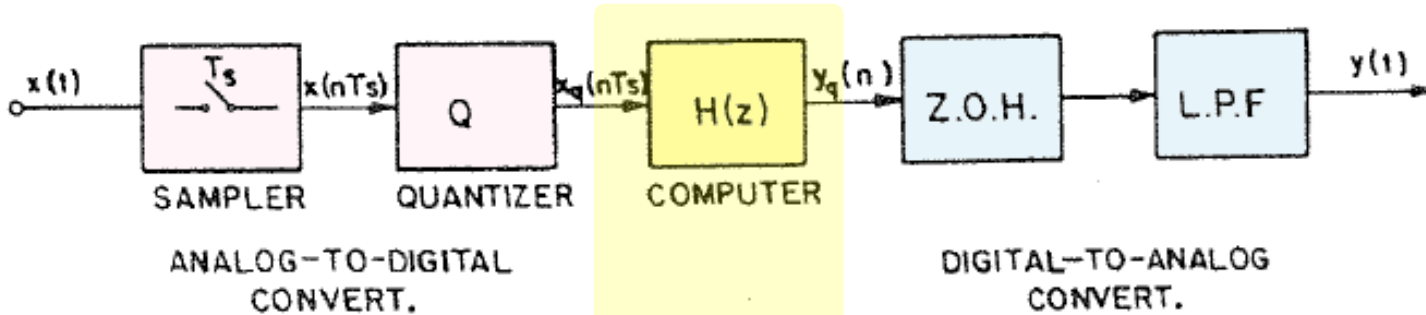 x(t)
Ts
x(nTs)
Q
xq(nTs)
H(z)
yq(n)
Z.O.H.
L.P.F
y(t)
SAMPLER
QUANTIZER
COMPUTER
ANALOG-TO-DIGITAL
CONVERT.
DIGITAL-TO-ANALOG
CONVERT.